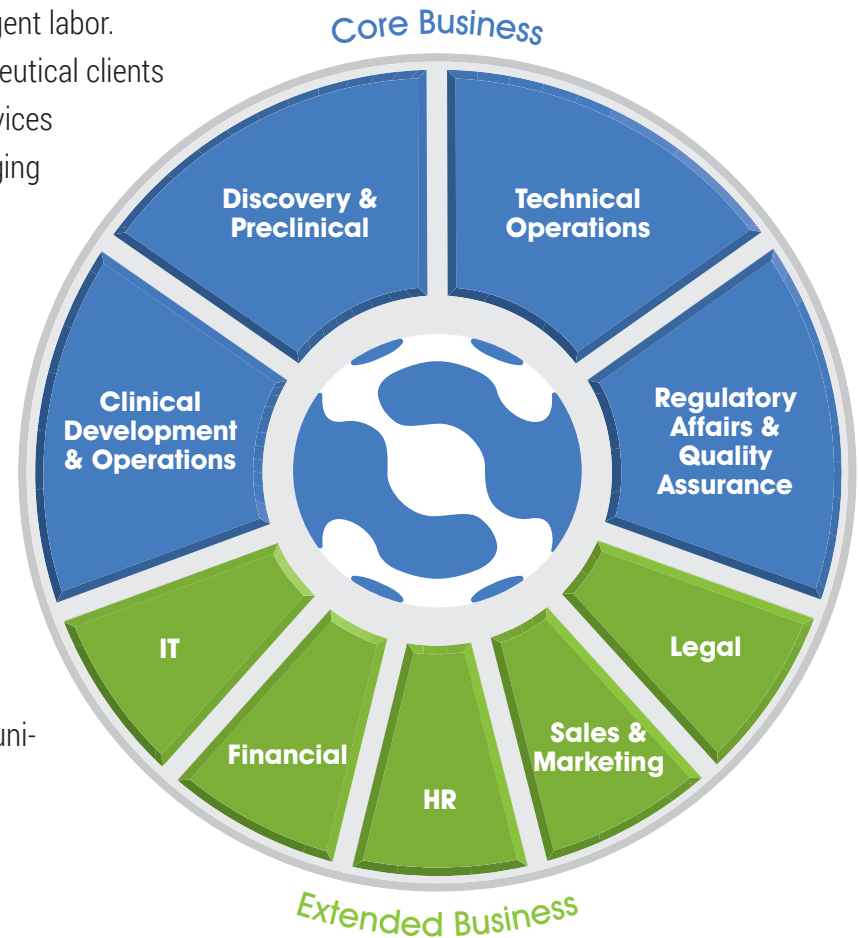 gent labor.
eutical clients
vices
ging
uni-
Core Business
Discovery &
Preclinical
Technical
Operations
Clinical
Development
& Operations
Regulatory
Affairs &
Quality
Assurance
IT
Financial
HR
Sales &
Marketing
Legal
Extended Business